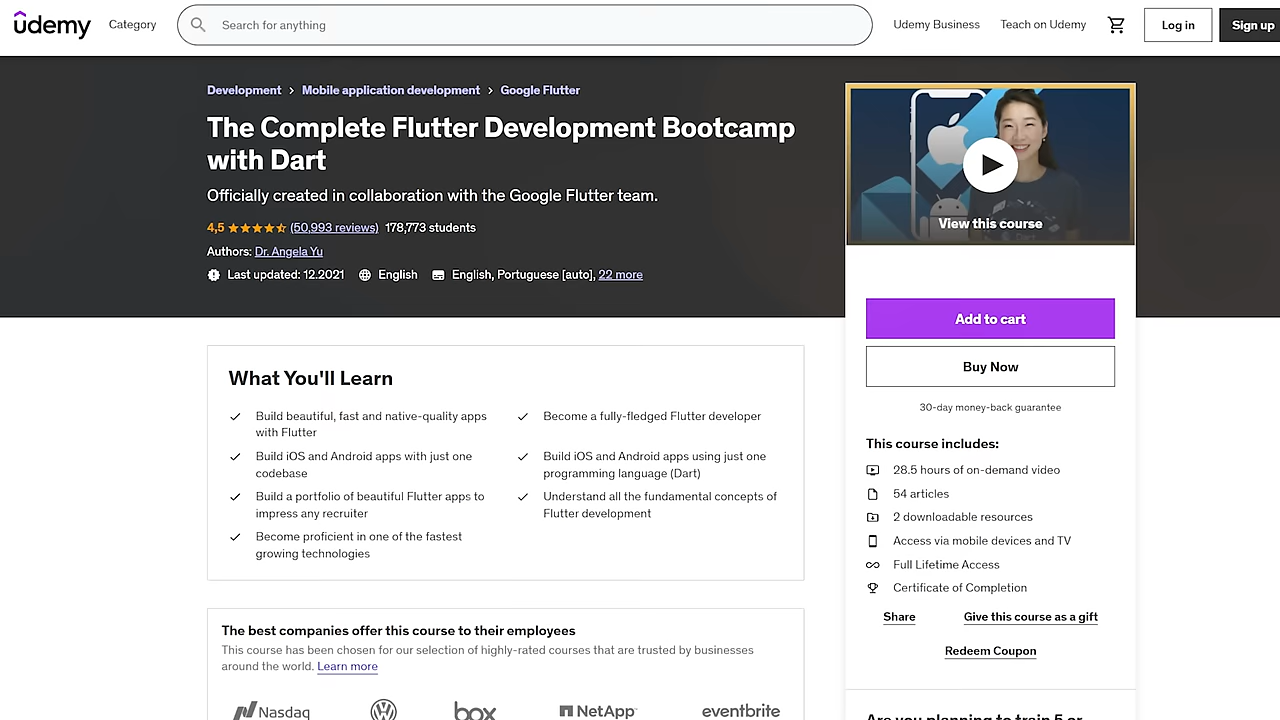 udemy
Category
Search for anything
Udemy Business
Teach on Udemy
Log in
Sign up
Development > Mobile application development > Google Flutter
The Complete Flutter Development Bootcamp
with Dart
Officially created in collaboration with the Google Flutter team.
4,5 (50,993 reviews) 178,773 students
Authors: Dr. Angela Yu
Last updated: 12.2021 English English, Portuguese [auto], 22 more
View this course
Add to cart
Buy Now
30-day money-back guarantee
This course includes:
28.5 hours of on-demand video
54 articles
2 downloadable resources
Access via mobile devices and TV
Full Lifetime Access
Certificate of Completion
Share
Give this course as a gift
Redeem Coupon
What You'll Learn
Build beautiful, fast and native-quality apps
with Flutter
Build iOS and Android apps with just one
codebase
Build a portfolio of beautiful Flutter apps to
impress any recruiter
Become proficient in one of the fastest
growing technologies
Become a fully-fledged Flutter developer
Build iOS and Android apps using just one
programming language (Dart)
Understand all the fundamental concepts of
Flutter development
The best companies offer this course to their employees
This course has been chosen for our selection of highly-rated courses that are trusted by businesses
around the world. Learn more
Nasdaq
box
NetApp
eventbrite
Are you planning to train 5 or